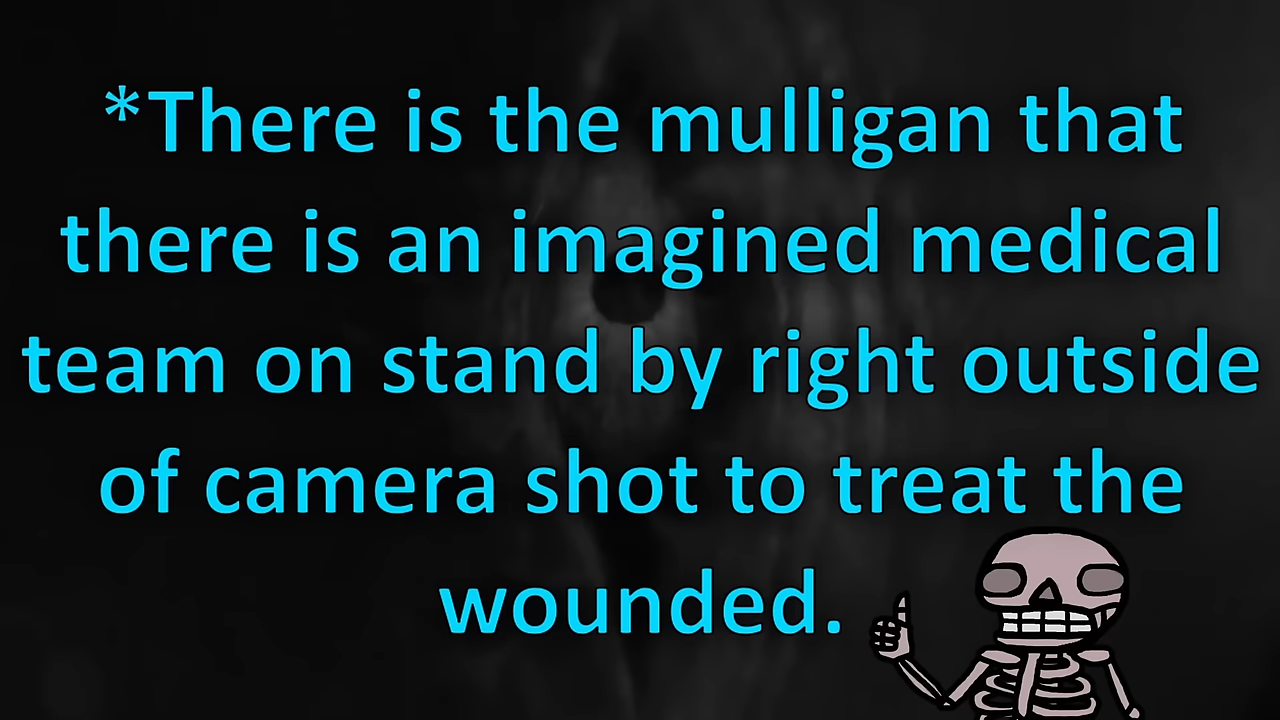 *There is the mulligan that
there is an imagined medical
team on stand by right outside
of camera shot to treat the
wounded.